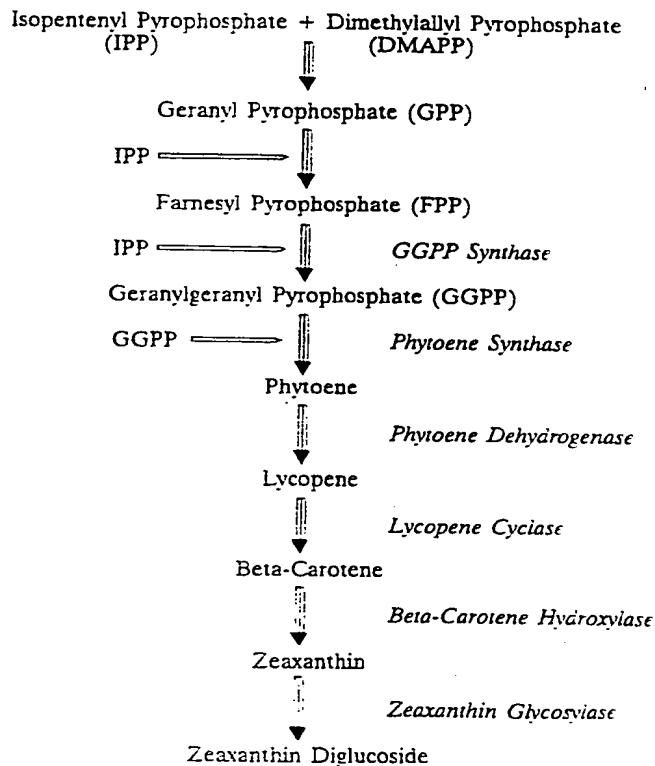 Isopentenyl Pyrophosphate + Dimethylallyl Pyrophosphate
(IPP) (DMAPP)
Geranyl Pyrophosphate (GPP)
IPP
Farnesyl Pyrophosphate (FPP)
IPP GGPP Synthase
Geranylgeranyl Pyrophosphate (GGPP)
GGPP Phytoene Synthase
Phytoene
Phytoene Dehydrogenase
Lycopene
Lycopene Cyclase
Beta-Carotene
Beta-Carotene Hydroxylase
Zeaxanthin
Zeaxanthin Glycosylase
Zeaxanthin Diglucoside